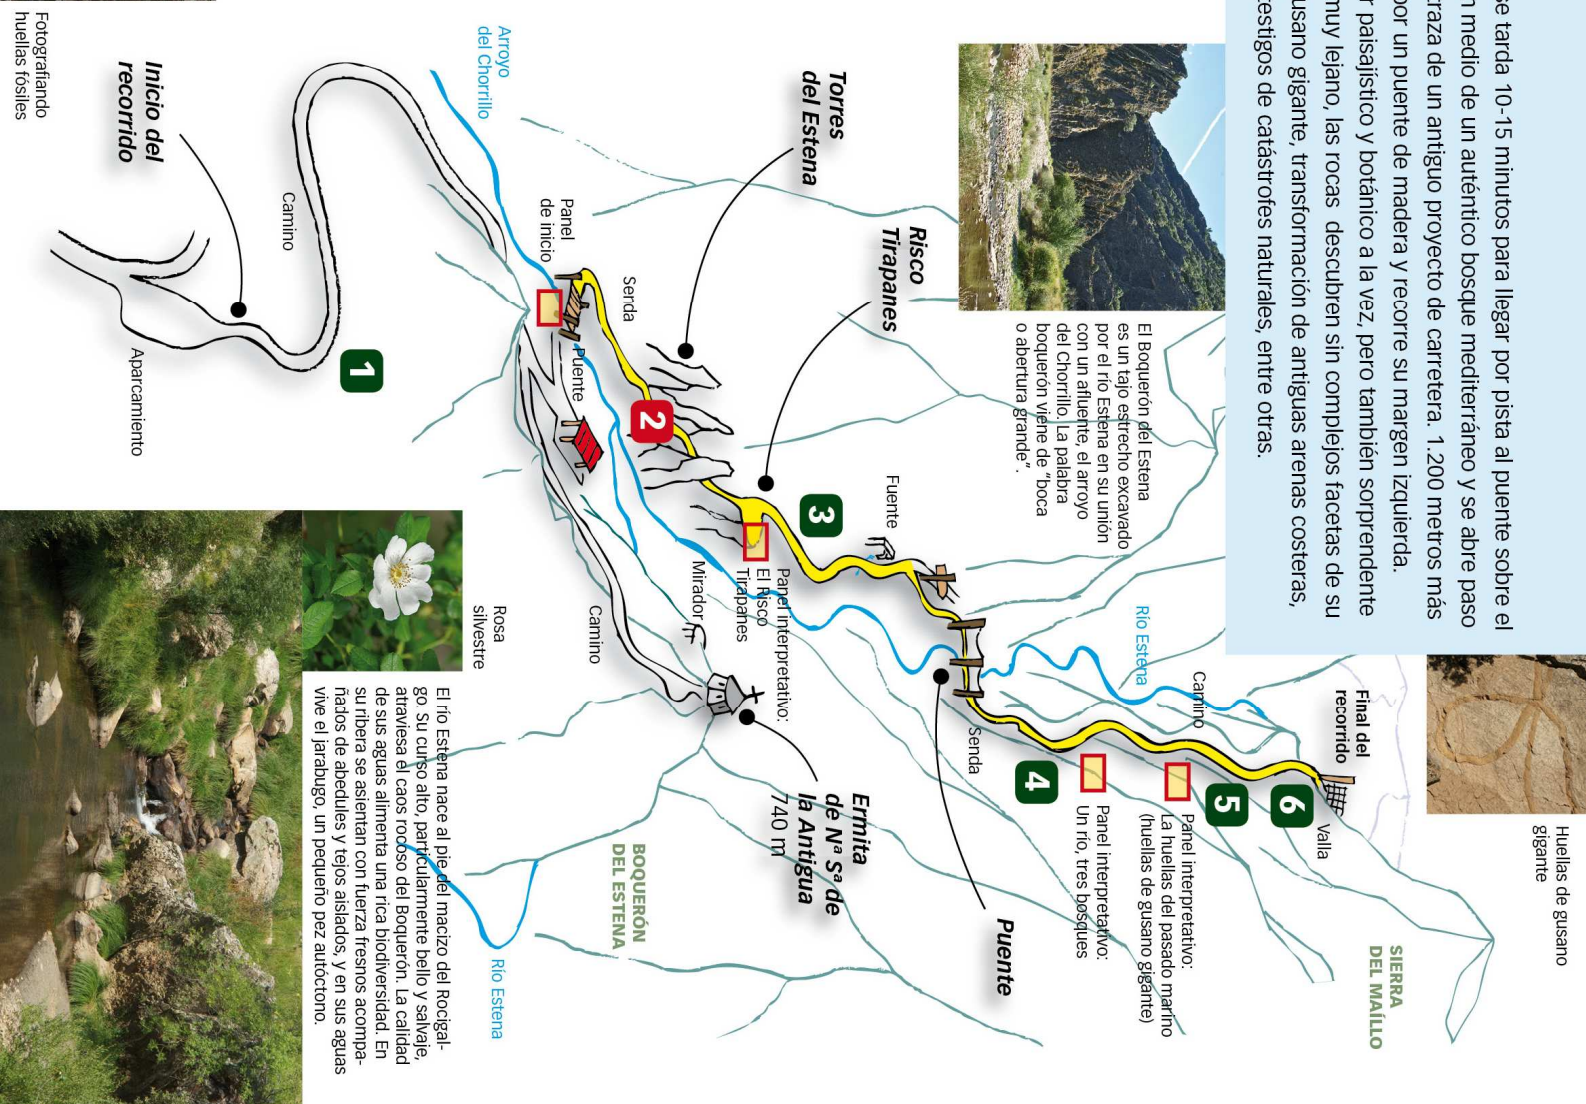 se tarda 10-15 minutos para llegar por pista al puente sobre el
medio de un auténtico bosque mediterráneo y se abre paso
traza de un antiguo proyecto de carretera. 1.200 metros más
por un puente de madera y recorre su margen izquierda.
paisajístico y botánico a la vez, pero también sorprendente
muy lejano, las rocas descubren sin complejos facetas de su
gusano gigante, transformación de antiguas arenas costeras,
testigos de catástrofes naturales, entre otras.
Huellas de gusano
gigante
El Boquerón del Estena
es un tajo estrecho excavado
por el río Estena en su unión
con un afluente, el arroyo
del Chorrillo. La palabra
boquerón viene de "boca
o abertura grande".
Final del
recorrido
Valla
6
5
4
Camino
Río Estena
SIERRA
DEL MAÍLLO
Panel interpretativo:
La huellas del pasado marino
(huellas de gusano gigante)
Panel interpretativo:
Un río, tres bosques
Senda
Puente
Fuente
3
Risco
Tirapanes
Torres
del Estena
Panel interpretativo:
El Risco
Tirapanes
Mirador
Ermita
de Nª Sª de
la Antigua
740 m
BOQUERÓN
DEL ESTENA
2
Senda
Panel
de inicio
Puente
Camino
Arroyo
del Chorrillo
Río Estena
Rosa
silvestre
1
Camino
Inicio del
recorrido
Aparcamiento
El río Estena nace al pie del macizo del Rocigal-
go. Su curso alto, particularmente bello y salvaje,
atraviesa el caos rocoso del Boquerón. La calidad
de sus aguas alimenta una rica biodiversidad. En
su ribera se asientan con fuerza fresnos acompa-
ñados de abedules y tejos aislados, y en sus aguas
vive el jarabugo, un pequeño pez autóctono.
Fotografiando
huellas fósiles